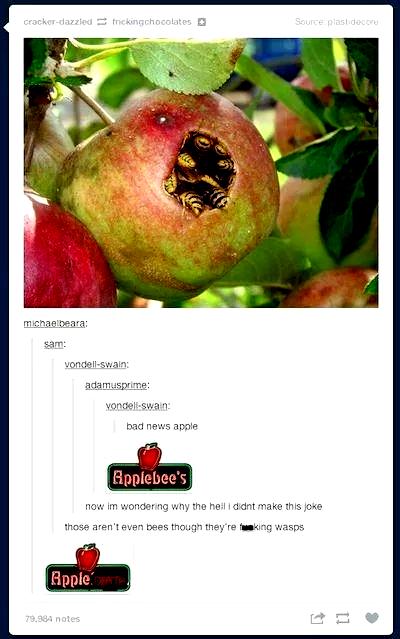 cracker-dazzled frickingchocolates
Source: plast-decore
michaelbeara:
sam:
vondell-swain:
adamusprime:
vondell-swain:
bad news apple
Applebee's
now im wondering why the hell i didnt make this joke
those aren't even bees though they're f king wasps
Apple'
79,984 notes